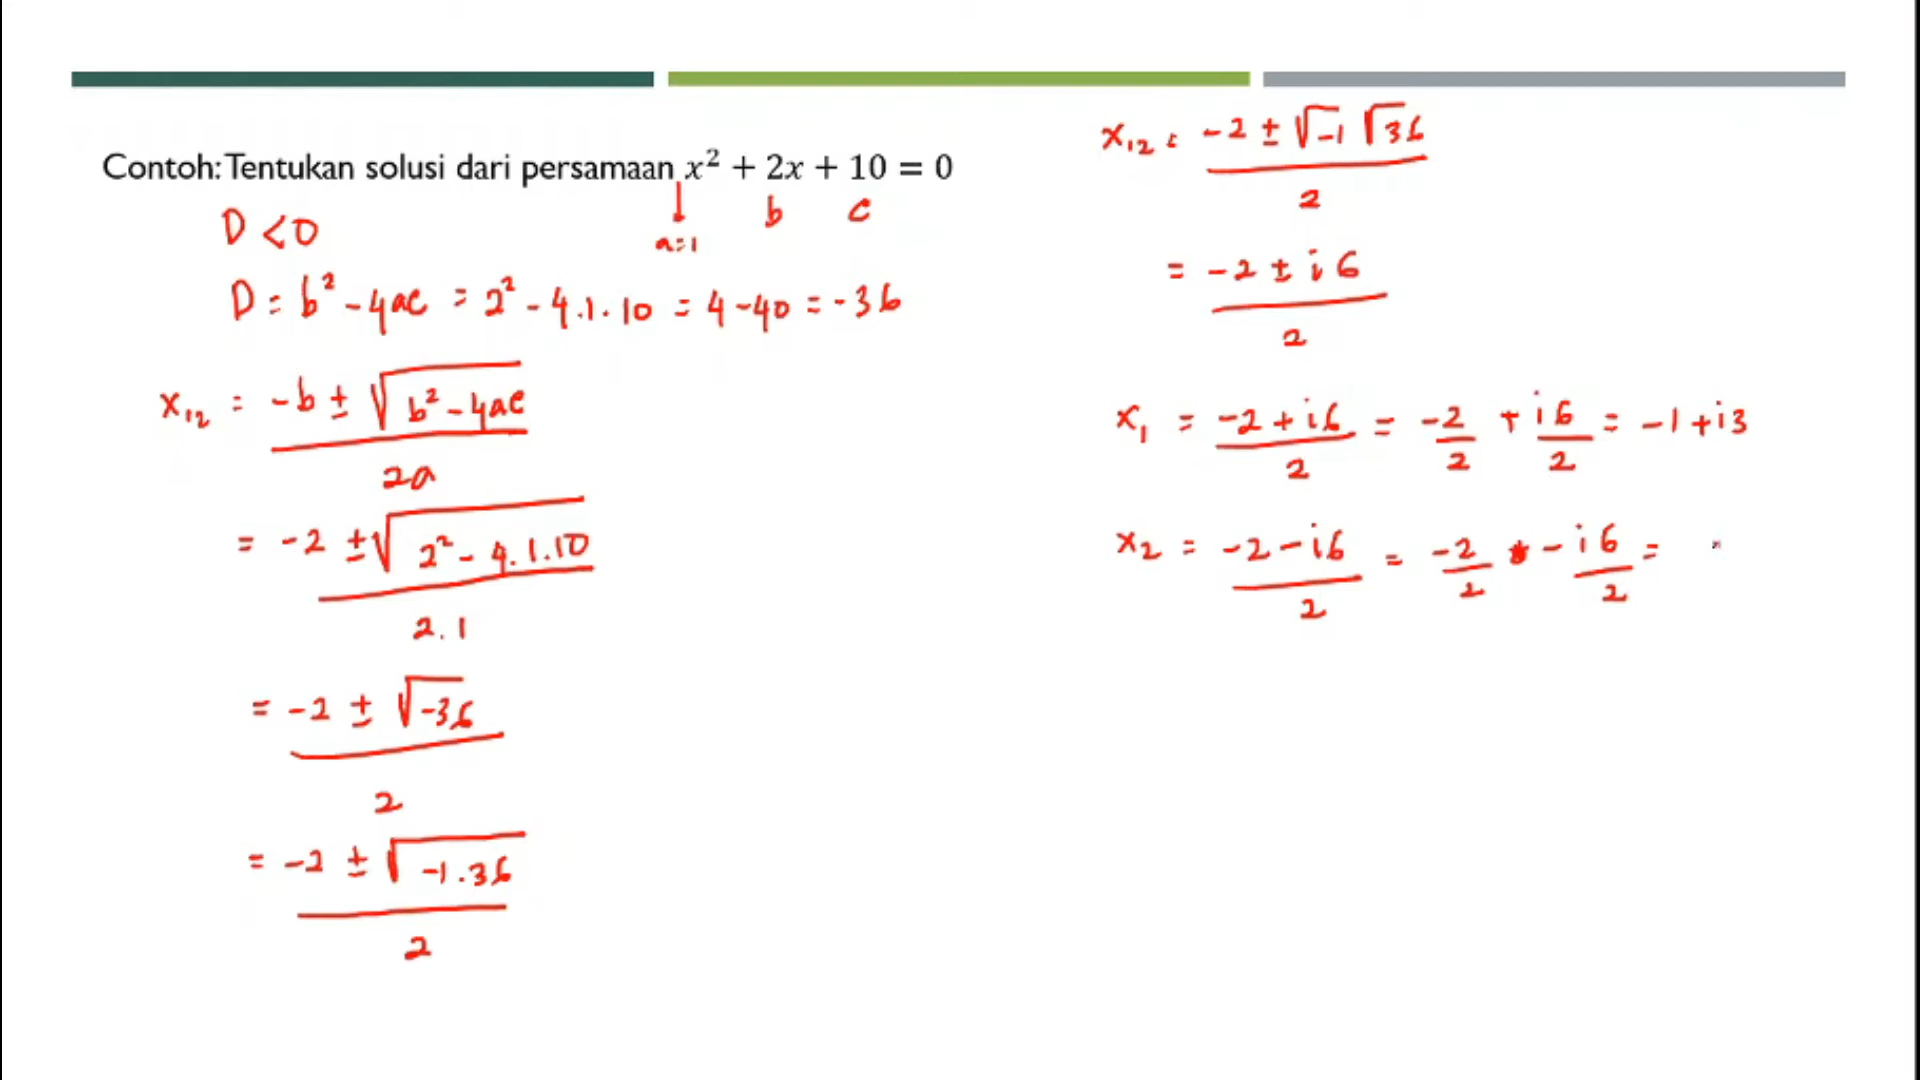 Contoh: Tentukan solusi dari persamaan x² + 2x + 10 = 0
a=1 b c
D < 0
D = b² - 4ac = 2² - 4.1.10 = 4 - 40 = -36
x₁₂ = (-b ± √(b² - 4ac)) / 2a
= (-2 ± √(2² - 4.1.10)) / 2.1
= (-2 ± √-36) / 2
= (-2 ± √(-1.36)) / 2
x₁₂ = (-2 ± √-1 √36) / 2
= (-2 ± i6) / 2
x₁ = (-2 + i6) / 2 = -2/2 + i6/2 = -1 + i3
x₂ = (-2 - i6) / 2 = -2/2 - i6/2 =